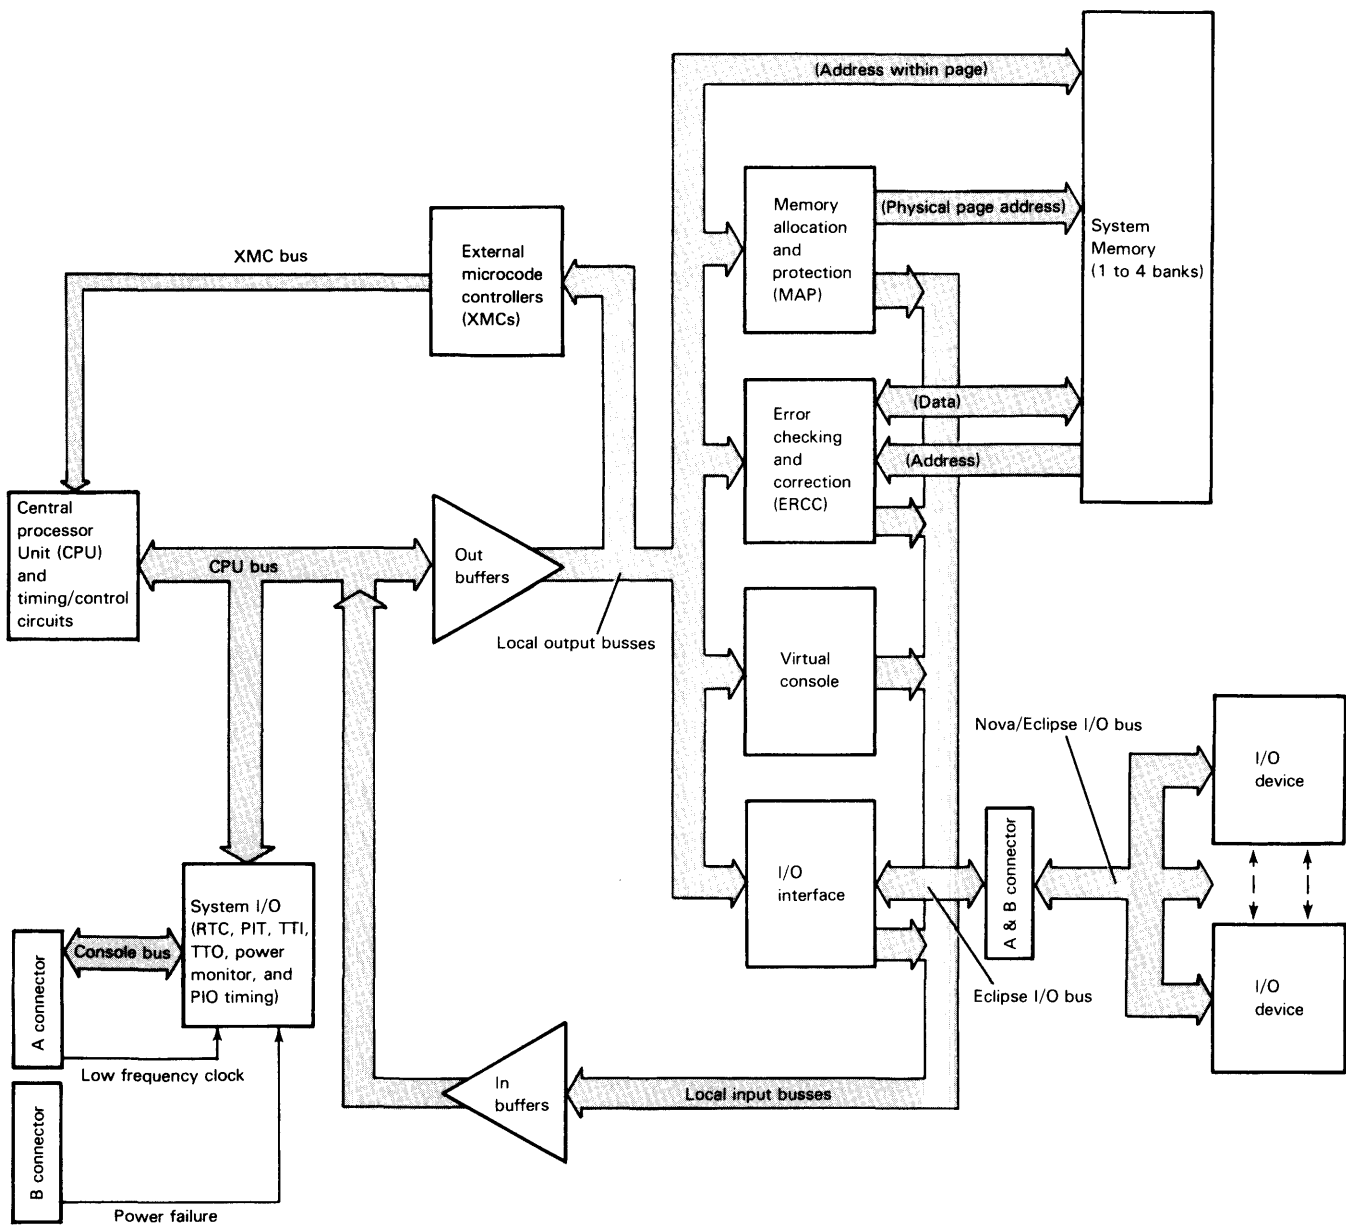 (Address within page)
Memory
allocation
and
protection
(MAP)
(Physical page address)
System
Memory
(1 to 4 banks)
XMC bus
External
microcode
controllers
(XMCs)
Error
checking
and
correction
(ERCC)
(Data)
(Address)
Central
processor
Unit (CPU)
and
timing/control
circuits
CPU bus
Out
buffers
Local output busses
Virtual
console
Nova/Eclipse I/O bus
I/O
device
I/O
interface
A & B connector
System I/O
(RTC, PIT, TTI,
TTO, power
monitor, and
PIO timing)
Console bus
A connector
Eclipse I/O bus
I/O
device
Low frequency clock
In
buffers
Local input busses
B connector
Power failure